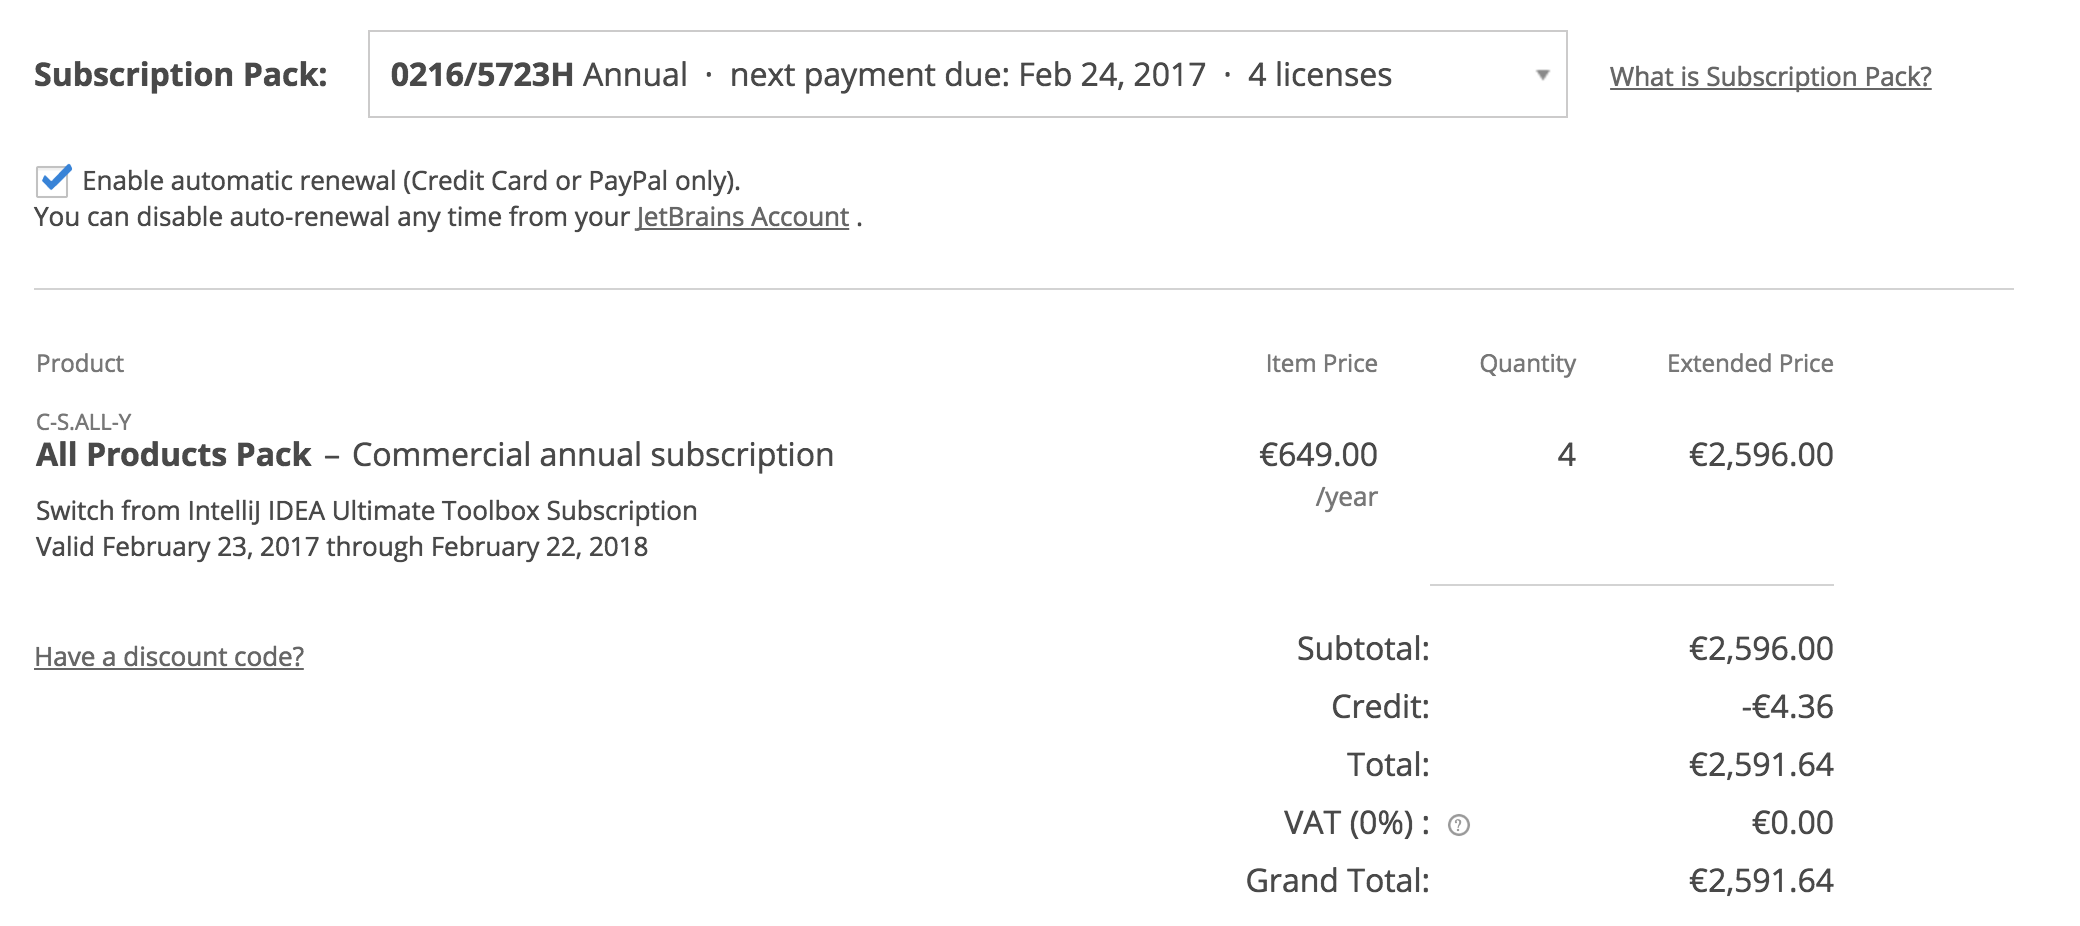 Subscription Pack: 0216/5723H Annual · next payment due: Feb 24, 2017 · 4 licenses What is Subscription Pack?
Enable automatic renewal (Credit Card or PayPal only).
You can disable auto-renewal any time from your JetBrains Account .
Product Item Price Quantity Extended Price
C-S.ALL-Y
All Products Pack – Commercial annual subscription €649.00 4 €2,596.00
/year
Switch from IntelliJ IDEA Ultimate Toolbox Subscription
Valid February 23, 2017 through February 22, 2018
Have a discount code?
Subtotal: €2,596.00
Credit: -€4.36
Total: €2,591.64
VAT (0%) : ? €0.00
Grand Total: €2,591.64